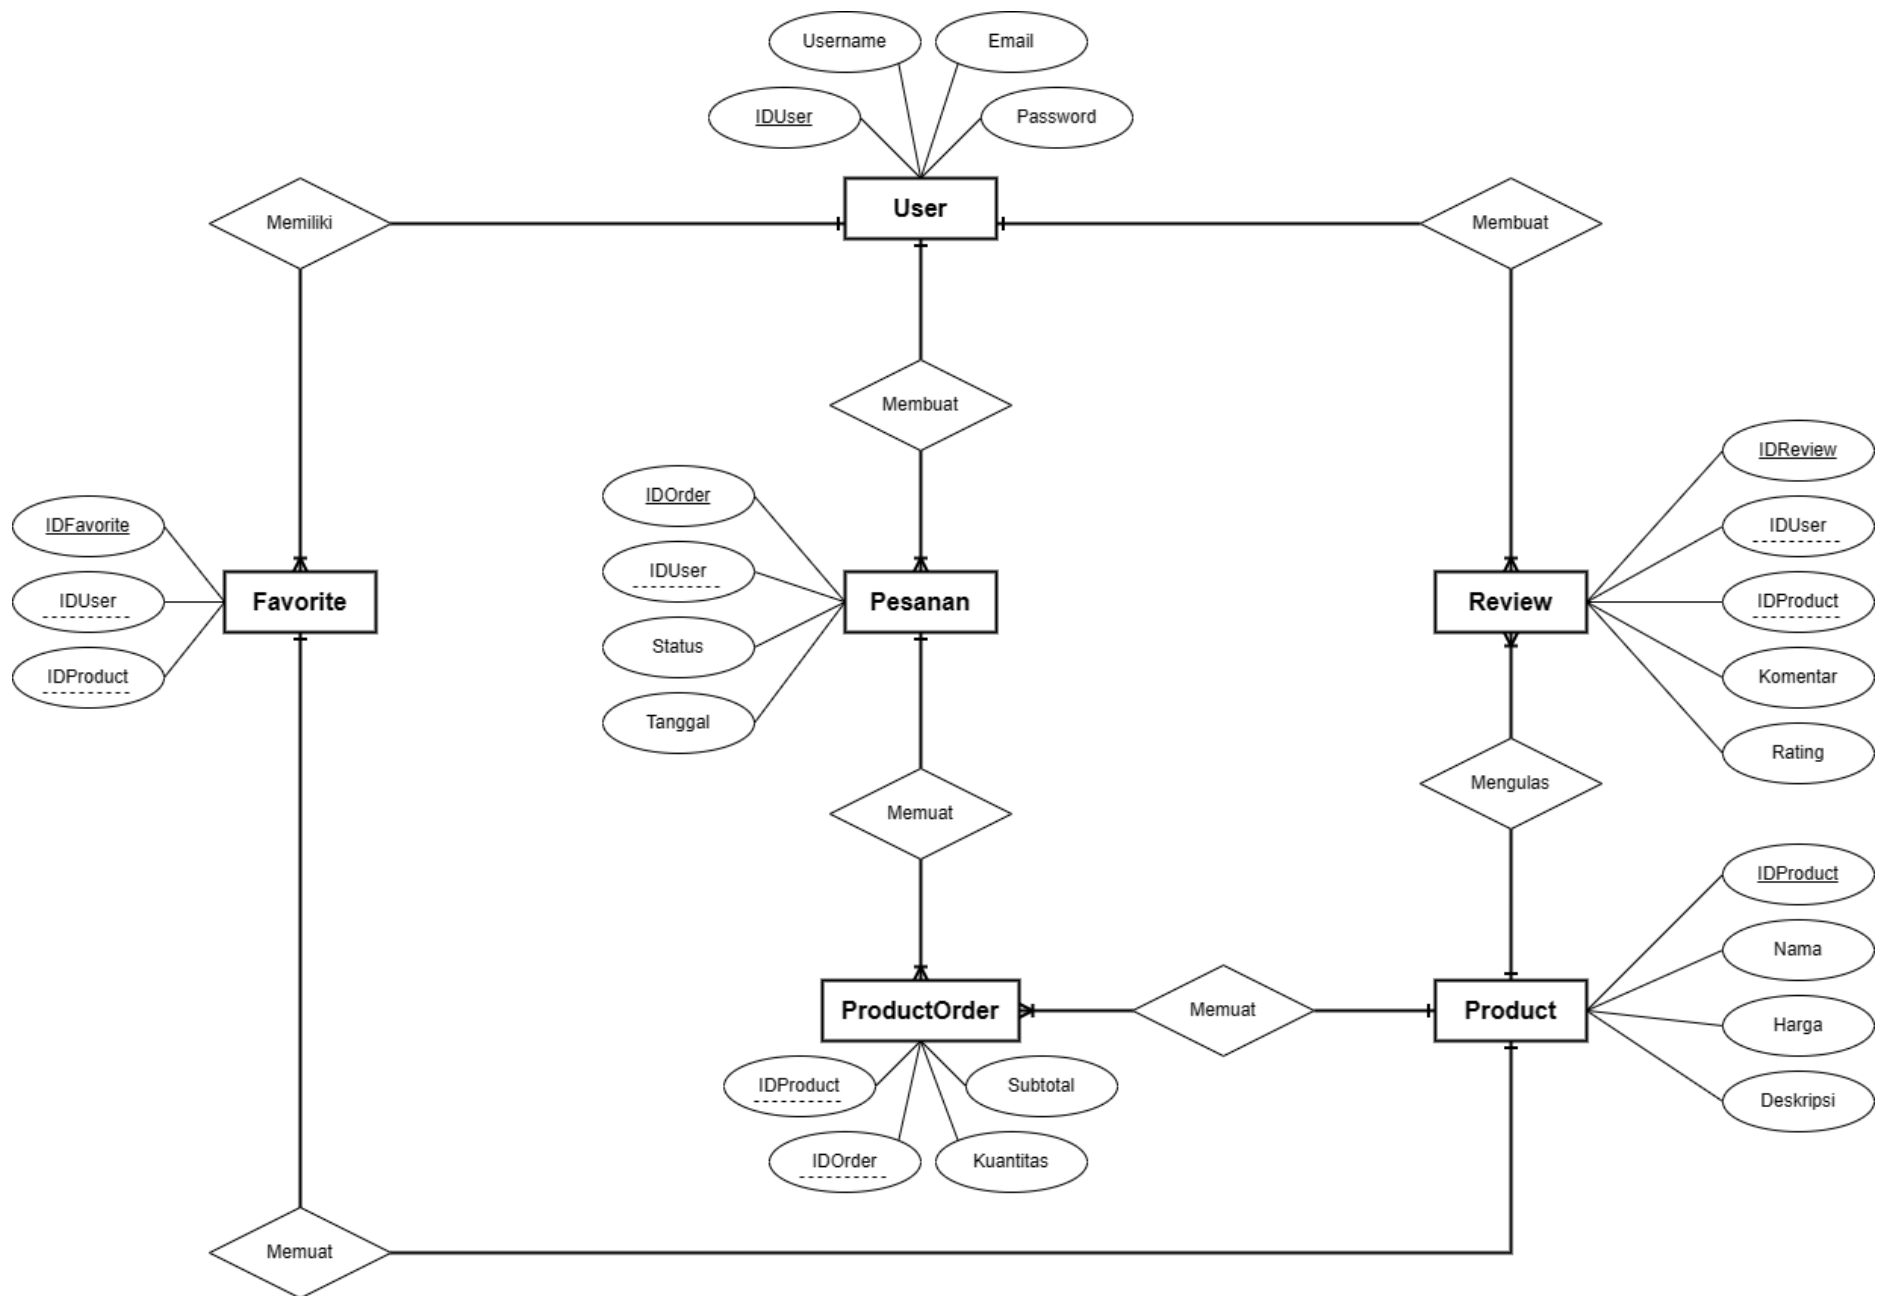 Username
Email
IDUser
Password
User
Memiliki
Membuat
Membuat
IDFavorite
IDUser
IDProduct
Favorite
IDOrder
IDUser
Status
Tanggal
Pesanan
Review
IDReview
IDUser
IDProduct
Komentar
Rating
Memuat
Mengulas
ProductOrder
Memuat
Product
IDProduct
Nama
Harga
Deskripsi
IDProduct
Subtotal
IDOrder
Kuantitas
Memuat